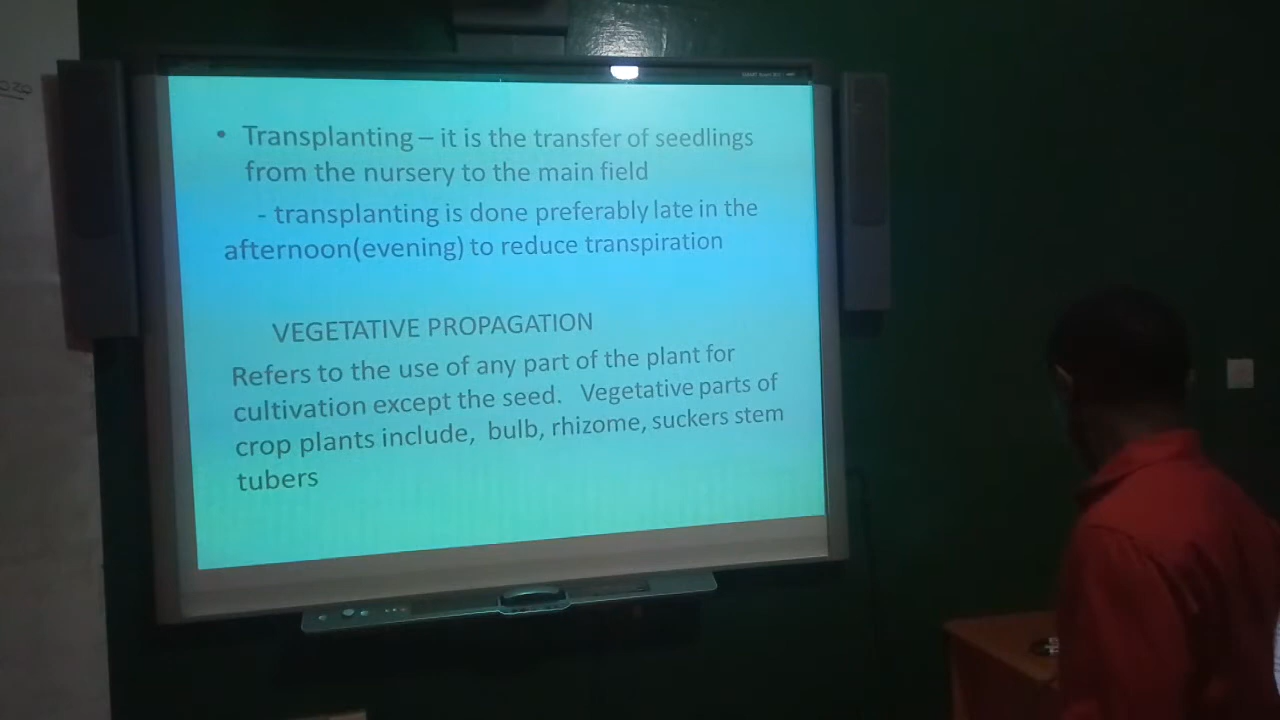 • Transplanting – it is the transfer of seedlings
from the nursery to the main field
- transplanting is done preferably late in the
afternoon(evening) to reduce transpiration
VEGETATIVE PROPAGATION
Refers to the use of any part of the plant for
cultivation except the seed. Vegetative parts of
crop plants include, bulb, rhizome, suckers stem
tubers